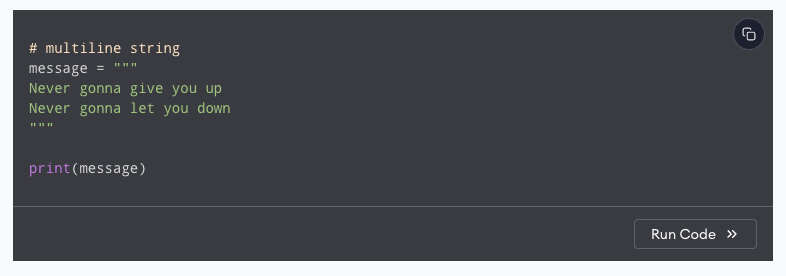 # multiline string
message = """
Never gonna give you up
Never gonna let you down
"""
print(message)
Run Code »